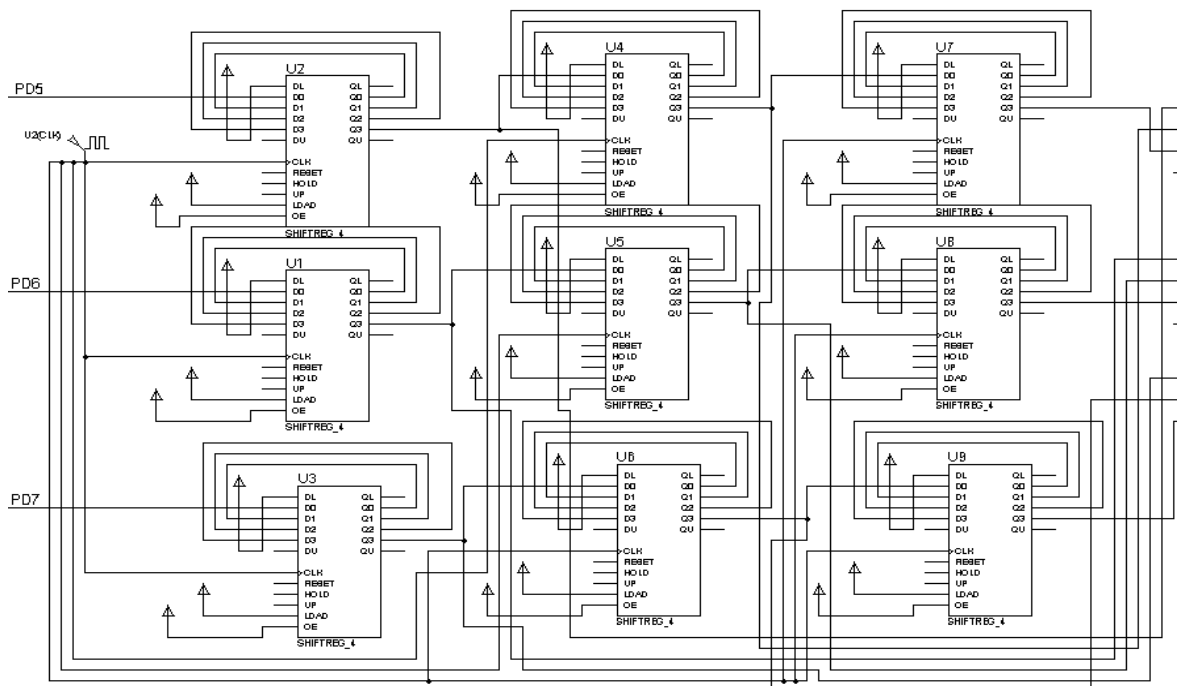 PD5
U2(CLK)
U2
DL QL
D0 Q0
D1 Q1
D2 Q2
D3 Q3
DU QU
CLK
RESET
HOLD
UP
LOAD
OE
SHIFTREG_4
U4
DL QL
D0 Q0
D1 Q1
D2 Q2
D3 Q3
DU QU
CLK
RESET
HOLD
UP
LOAD
OE
SHIFTREG_4
U7
DL QL
D0 Q0
D1 Q1
D2 Q2
D3 Q3
DU QU
CLK
RESET
HOLD
UP
LOAD
OE
SHIFTREG_4
PD6
U1
DL QL
D0 Q0
D1 Q1
D2 Q2
D3 Q3
DU QU
CLK
RESET
HOLD
UP
LOAD
OE
SHIFTREG_4
U5
DL QL
D0 Q0
D1 Q1
D2 Q2
D3 Q3
DU QU
CLK
RESET
HOLD
UP
LOAD
OE
SHIFTREG_4
U8
DL QL
D0 Q0
D1 Q1
D2 Q2
D3 Q3
DU QU
CLK
RESET
HOLD
UP
LOAD
OE
SHIFTREG_4
PD7
U3
DL QL
D0 Q0
D1 Q1
D2 Q2
D3 Q3
DU QU
CLK
RESET
HOLD
UP
LOAD
OE
SHIFTREG_4
U6
DL QL
D0 Q0
D1 Q1
D2 Q2
D3 Q3
DU QU
CLK
RESET
HOLD
UP
LOAD
OE
SHIFTREG_4
U9
DL QL
D0 Q0
D1 Q1
D2 Q2
D3 Q3
DU QU
CLK
RESET
HOLD
UP
LOAD
OE
SHIFTREG_4